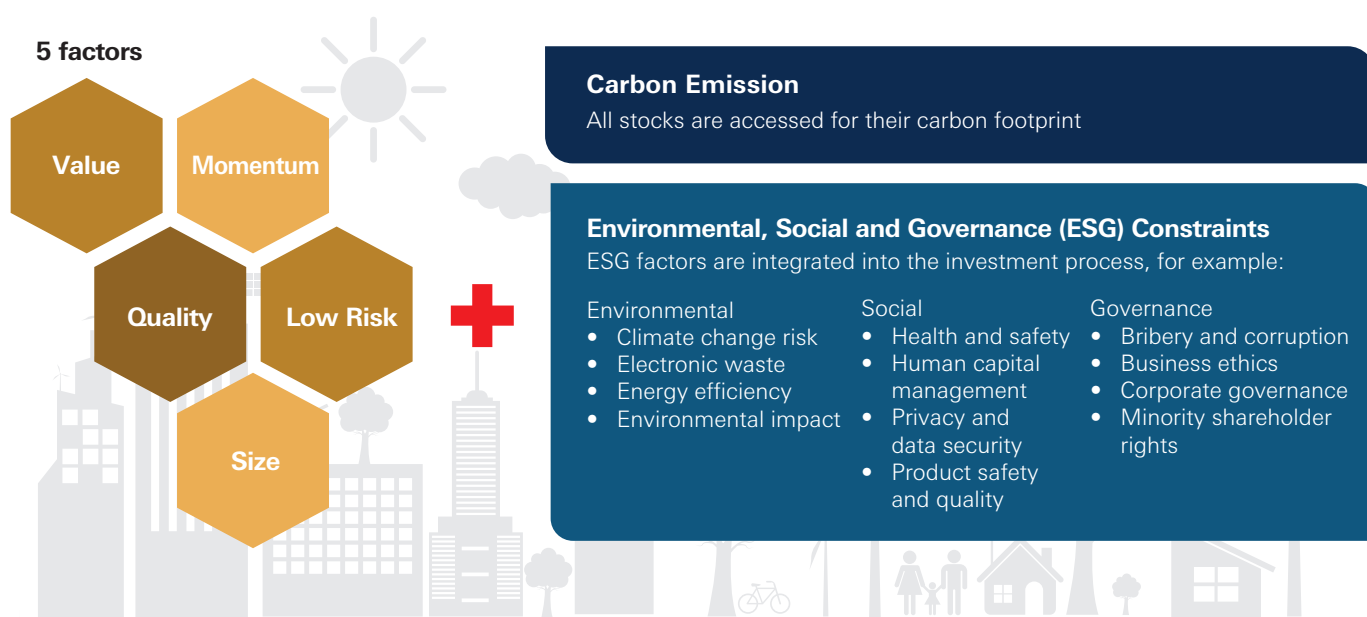 5 factors
Value
Momentum
Quality
Low Risk
Size
Carbon Emission
All stocks are accessed for their carbon footprint
Environmental, Social and Governance (ESG) Constraints
ESG factors are integrated into the investment process, for example:
Environmental
• Climate change risk
• Electronic waste
• Energy efficiency
• Environmental impact
Social
• Health and safety
• Human capital
management
• Privacy and
data security
• Product safety
and quality
Governance
• Bribery and corruption
• Business ethics
• Corporate governance
• Minority shareholder
rights